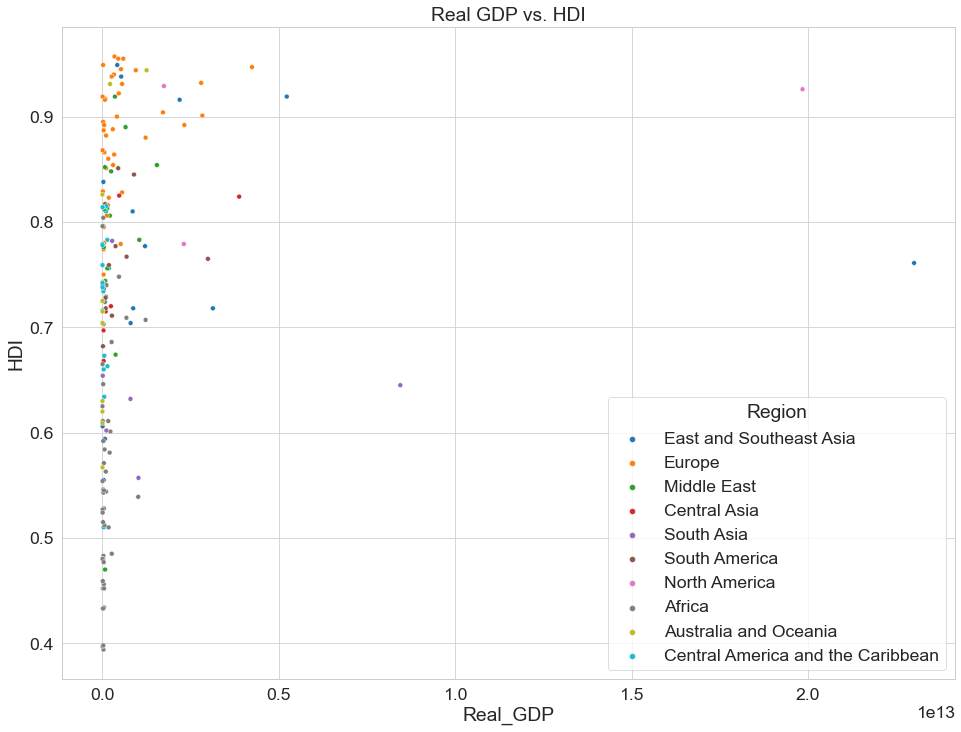 Real GDP vs. HDI
HDI
0.9
0.8
0.7
0.6
0.5
0.4
Region
East and Southeast Asia
Europe
Middle East
Central Asia
South Asia
South America
North America
Africa
Australia and Oceania
Central America and the Caribbean
0.0 0.5 1.0 1.5 2.0
1e13
Real_GDP